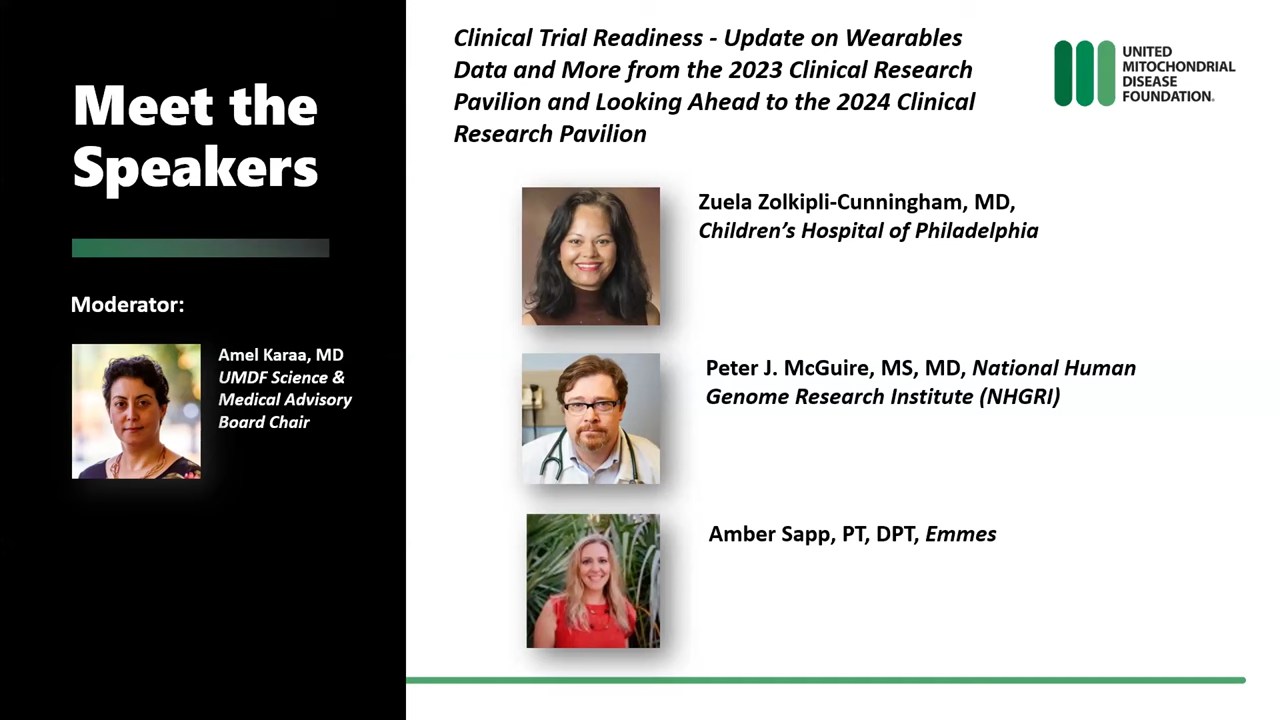 Meet the
Speakers
Moderator:
Amel Karaa, MD
UMDF Science &
Medical Advisory
Board Chair
Clinical Trial Readiness - Update on Wearables
Data and More from the 2023 Clinical Research
Pavilion and Looking Ahead to the 2024 Clinical
Research Pavilion
UNITED
MITOCHONDRIAL
DISEASE
FOUNDATION.
Zuela Zolkipli-Cunningham, MD,
Children’s Hospital of Philadelphia
Peter J. McGuire, MS, MD, National Human
Genome Research Institute (NHGRI)
Amber Sapp, PT, DPT, Emmes